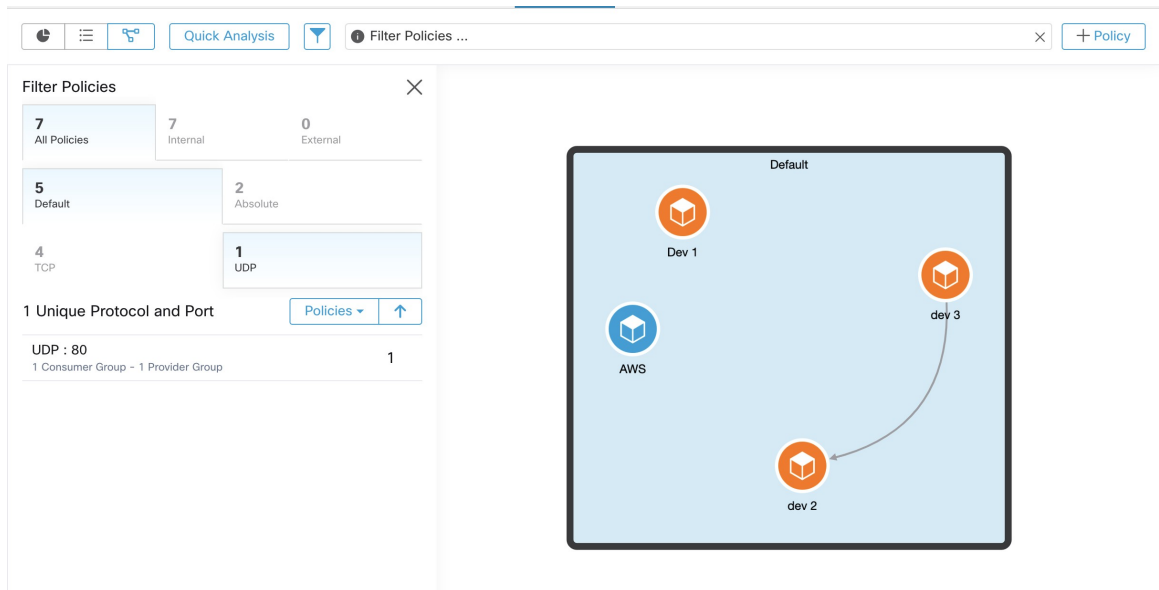 Quick Analysis
Filter Policies ...
+ Policy
Filter Policies
7
All Policies
7
Internal
0
External
5
Default
2
Absolute
4
TCP
1
UDP
1 Unique Protocol and Port
Policies
UDP : 80
1 Consumer Group - 1 Provider Group
1
Default
Dev 1
dev 3
AWS
dev 2